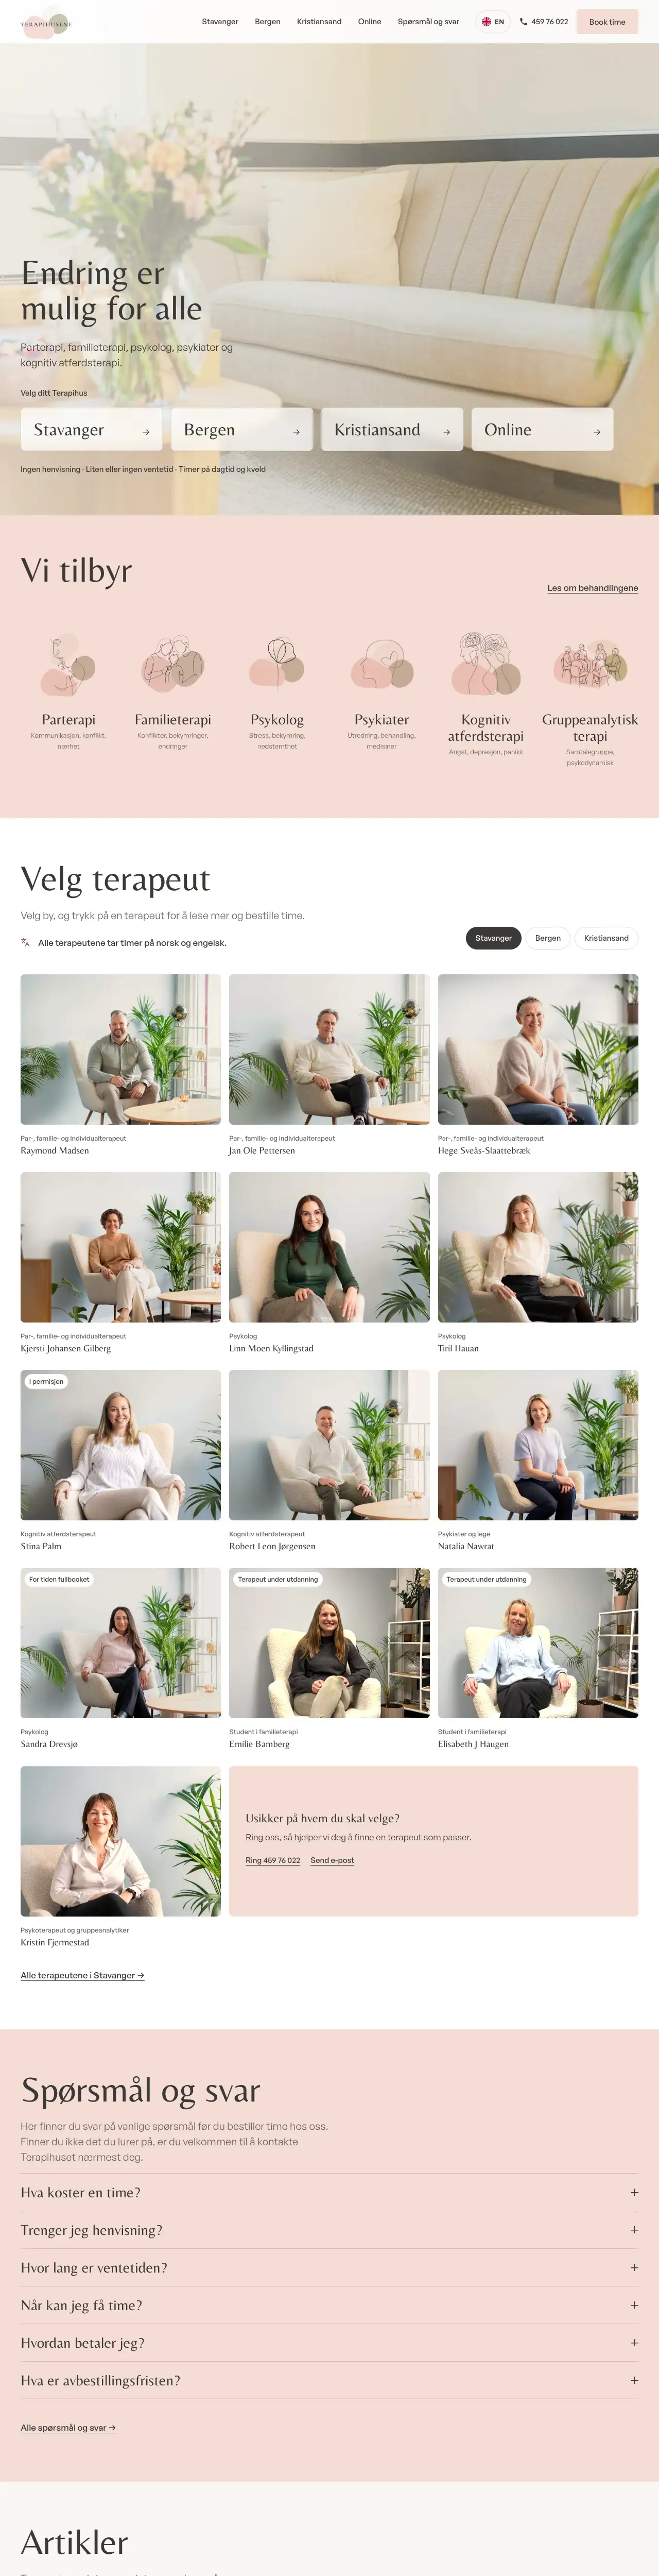 TERAPIHUSENE
Stavanger
Bergen
Kristiansand
Online
Spørsmål og svar
EN
459 76 022
Book time
Endring er
mulig for alle
Parterapi, familieterapi, psykolog, psykiater og
kognitiv atferdsterapi.
Velg ditt Terapihus
Stavanger →
Bergen →
Kristiansand →
Online →
Ingen henvisning · Liten eller ingen ventetid · Timer på dagtid og kveld
Vi tilbyr
Les om behandlingene
Parterapi
Kommunikasjon, konflikt,
nærhet
Familieterapi
Konflikter, bekymringer,
endringer
Psykolog
Stress, bekymring,
nedstemthet
Psykiater
Utredning, behandling,
medisiner
Kognitiv
atferdsterapi
Angst, depresjon, panikk
Gruppeanalytisk
terapi
Samtalegruppe,
psykodynamisk
Velg terapeut
Velg by, og trykk på en terapeut for å lese mer og bestille time.
Alle terapeutene tar timer på norsk og engelsk.
Stavanger
Bergen
Kristiansand
Par-, familie- og individualterapeut
Raymond Madsen
Par-, familie- og individualterapeut
Jan Ole Pettersen
Par-, familie- og individualterapeut
Hege Sveås-Slaattebræk
Par-, familie- og individualterapeut
Kjersti Johansen Gilberg
Psykolog
Linn Moen Kyllingstad
Psykolog
Tiril Hauan
I permisjon
Kognitiv atferdsterapeut
Stina Palm
Kognitiv atferdsterapeut
Robert Leon Jørgensen
Psykiater og lege
Natalia Nawrat
For tiden fullbooket
Psykolog
Sandra Drevsjø
Terapeut under utdanning
Student i familieterapi
Emilie Bamberg
Terapeut under utdanning
Student i familieterapi
Elisabeth J Haugen
Psykoterapeut og gruppeanalytiker
Kristin Fjermestad
Usikker på hvem du skal velge?
Ring oss, så hjelper vi deg å finne en terapeut som passer.
Ring 459 76 022
Send e-post
Alle terapeutene i Stavanger →
Spørsmål og svar
Her finner du svar på vanlige spørsmål før du bestiller time hos oss.
Finner du ikke det du lurer på, er du velkommen til å kontakte
Terapihuset nærmest deg.
Hva koster en time? +
Trenger jeg henvisning? +
Hvor lang er ventetiden? +
Når kan jeg få time? +
Hvordan betaler jeg? +
Hva er avbestillingsfristen? +
Alle spørsmål og svar →
Artikler